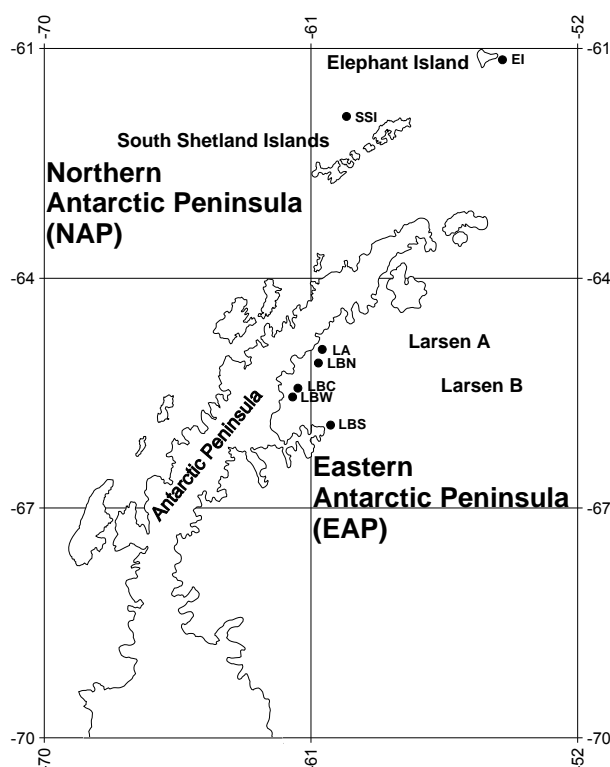 -70
-61
-52
-61
-61
Elephant Island
EI
SSI
South Shetland Islands
Northern
Antarctic Peninsula
(NAP)
-64
-64
LA
Larsen A
LBN
LBC
Larsen B
LBW
LBS
Antarctic Peninsula
Eastern
Antarctic Peninsula
(EAP)
-67
-67
-70
-70
-70
-61
-52